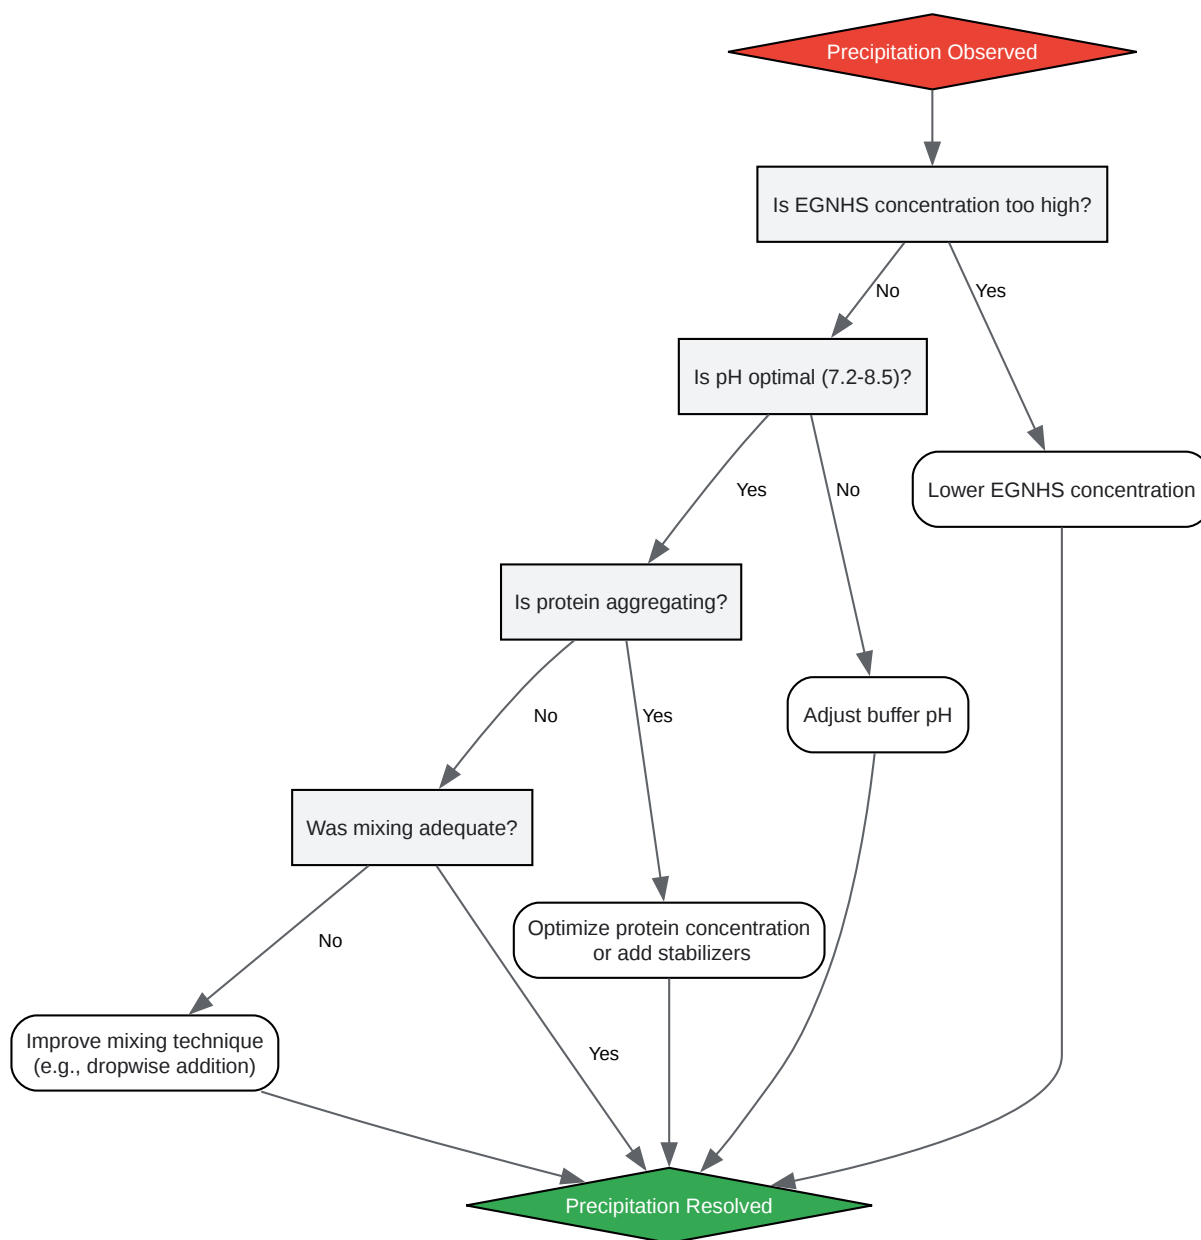 Precipitation Observed
Is EGNHS concentration too high?
No
Yes
Is pH optimal (7.2-8.5)?
Yes
No
Lower EGNHS concentration
Is protein aggregating?
No
Yes
Adjust buffer pH
Was mixing adequate?
No
Optimize protein concentration
or add stabilizers
Improve mixing technique
(e.g., dropwise addition)
Yes
Precipitation Resolved